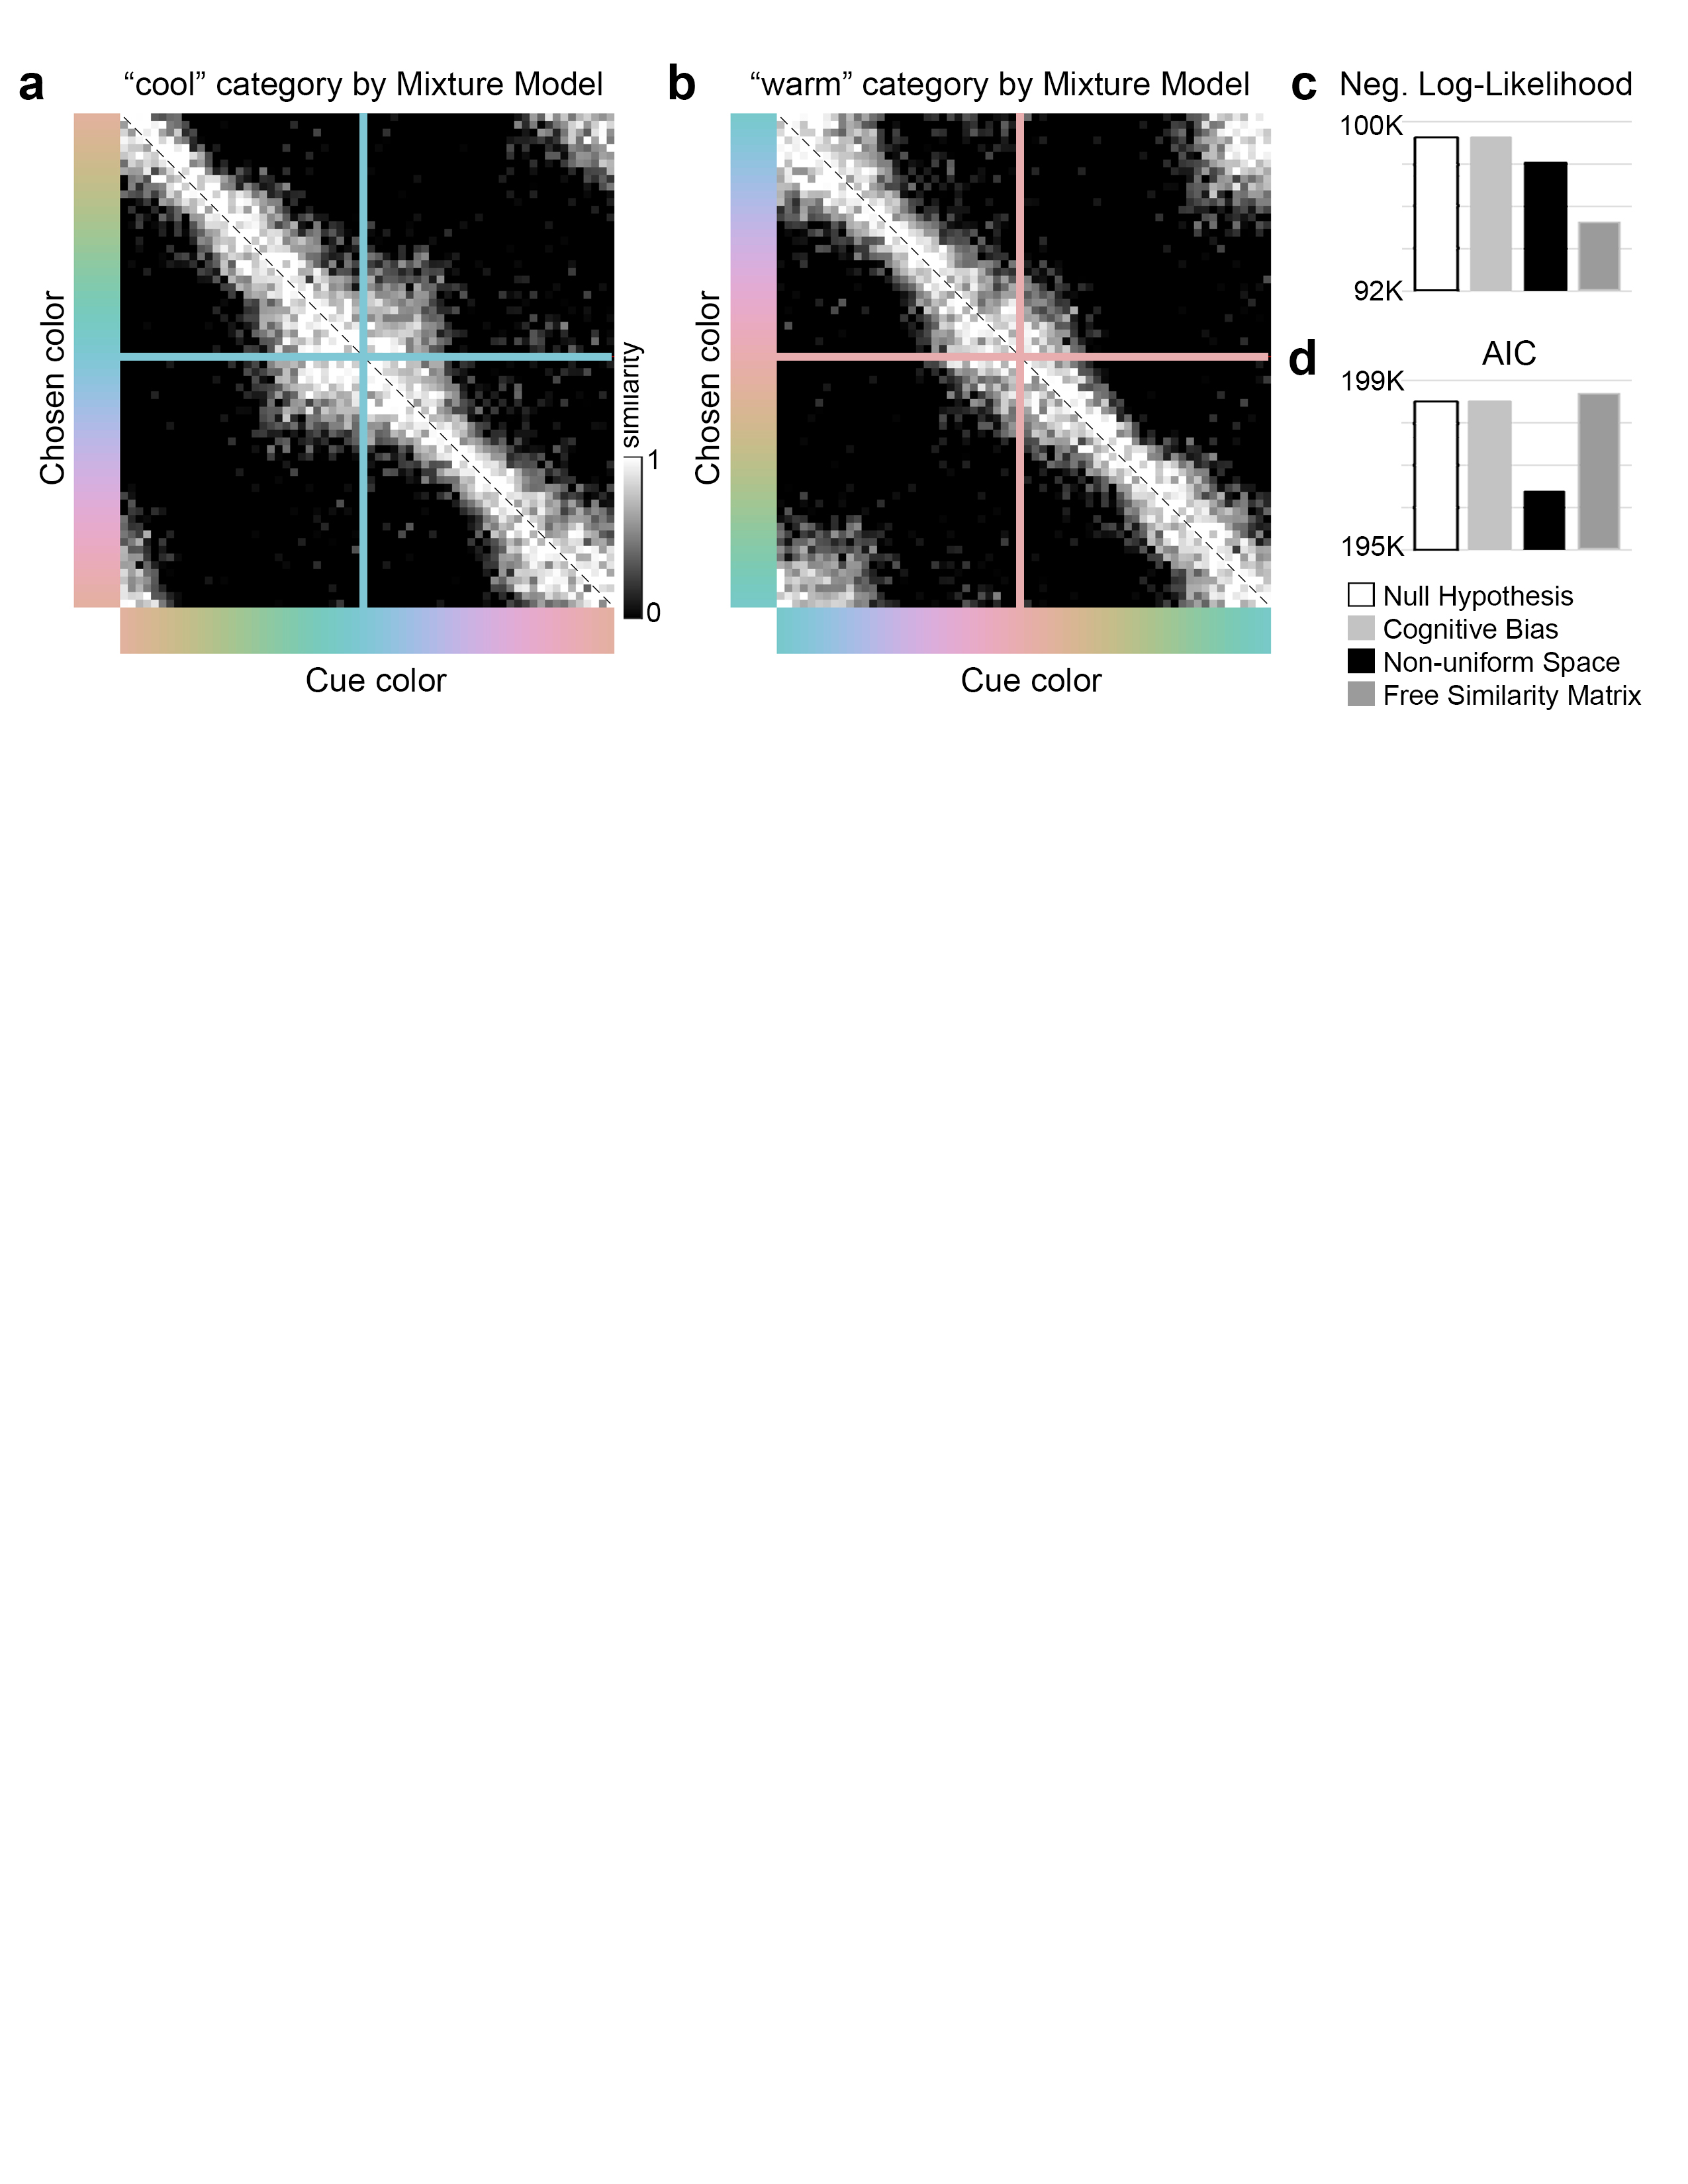 a
“cool” category by Mixture Model
Chosen color
Cue color
similarity
1
0
b
“warm” category by Mixture Model
Chosen color
Cue color
c
Neg. Log-Likelihood
100K
92K
d
AIC
199K
195K
Null Hypothesis
Cognitive Bias
Non-uniform Space
Free Similarity Matrix